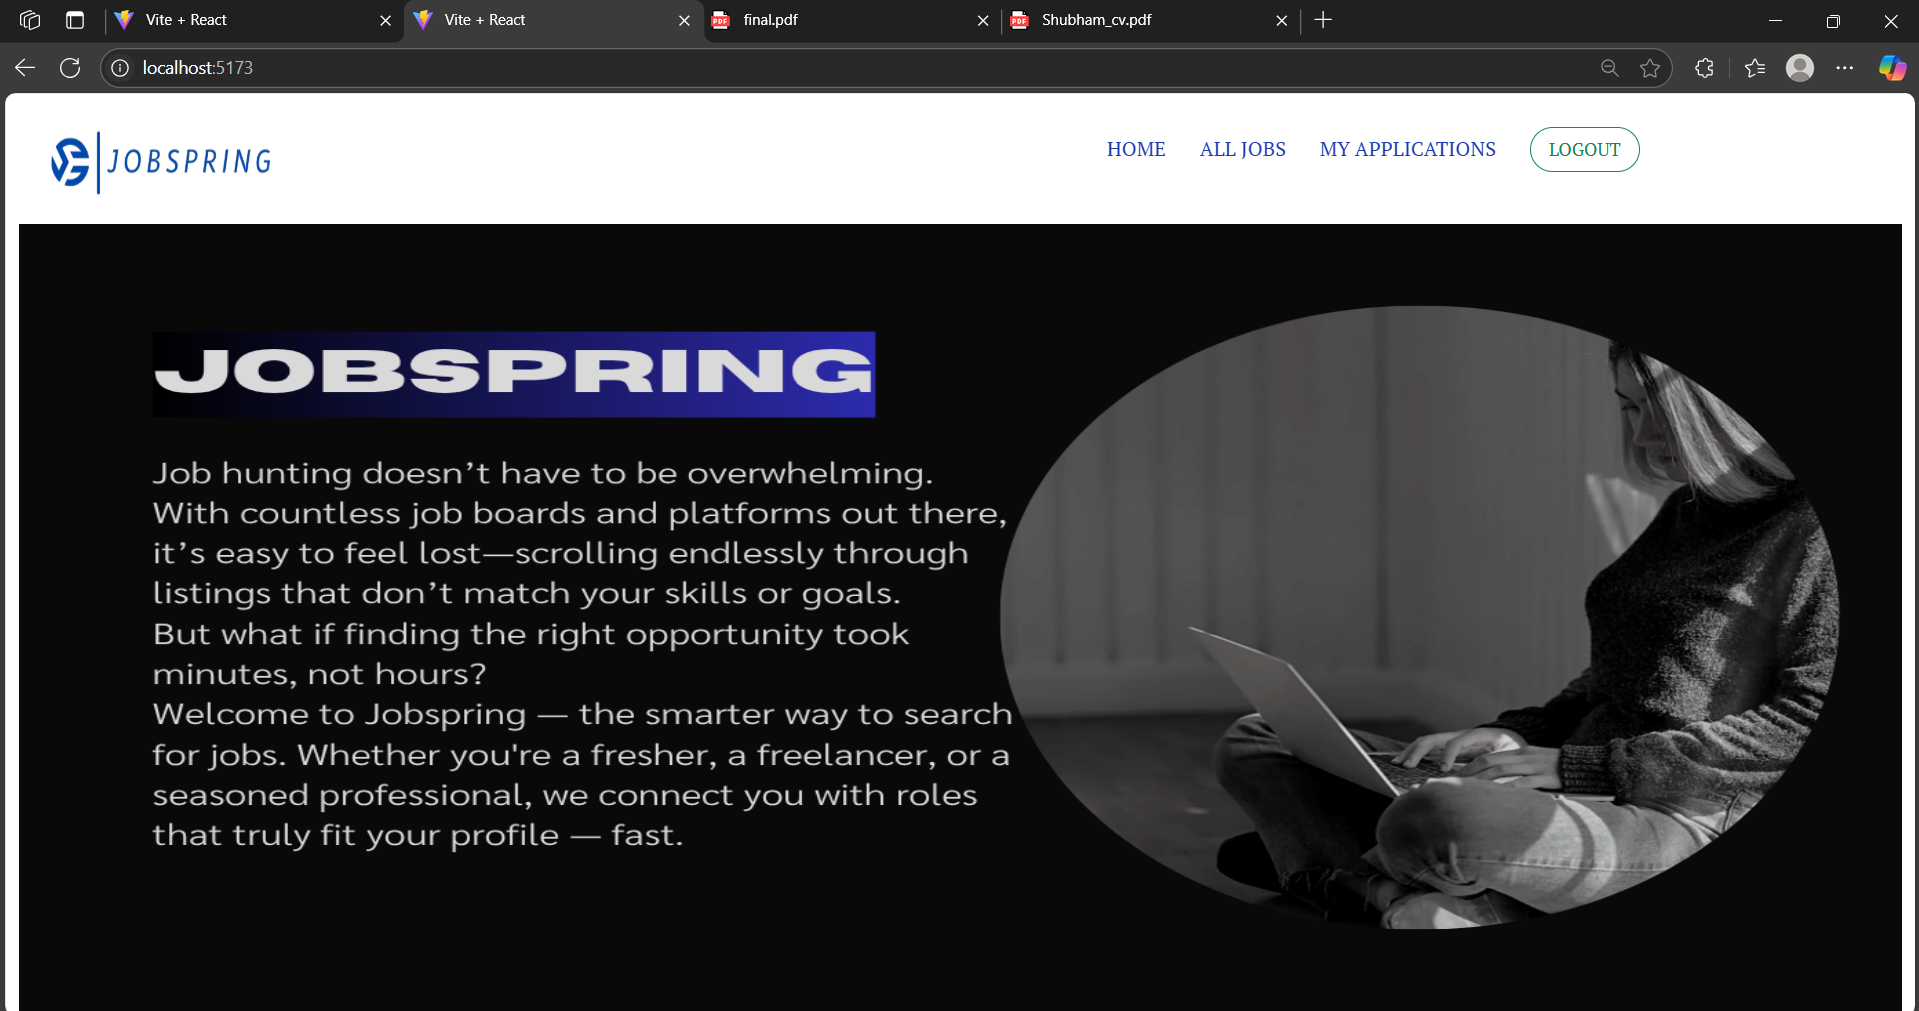 Vite + React
Vite + React
final.pdf
Shubham_cv.pdf
localhost:5173
JOBSPRING
HOME
ALL JOBS
MY APPLICATIONS
LOGOUT
JOBSPRING
Job hunting doesn’t have to be overwhelming.
With countless job boards and platforms out there,
it’s easy to feel lost—scrolling endlessly through
listings that don’t match your skills or goals.
But what if finding the right opportunity took
minutes, not hours?
Welcome to Jobspring — the smarter way to search
for jobs. Whether you're a fresher, a freelancer, or a
seasoned professional, we connect you with roles
that truly fit your profile — fast.